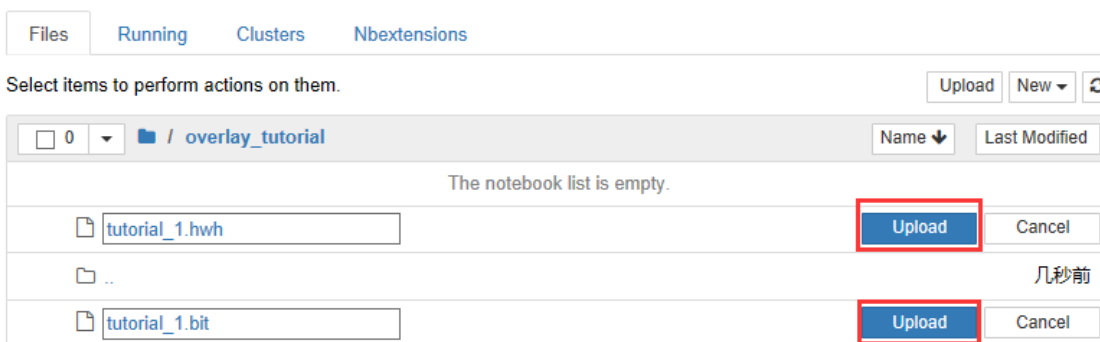 Files Running Clusters Nbextensions
Select items to perform actions on them. Upload New
0 / overlay_tutorial Name Last Modified
The notebook list is empty.
tutorial_1.hwh Upload Cancel
.. 几秒前
tutorial_1.bit Upload Cancel